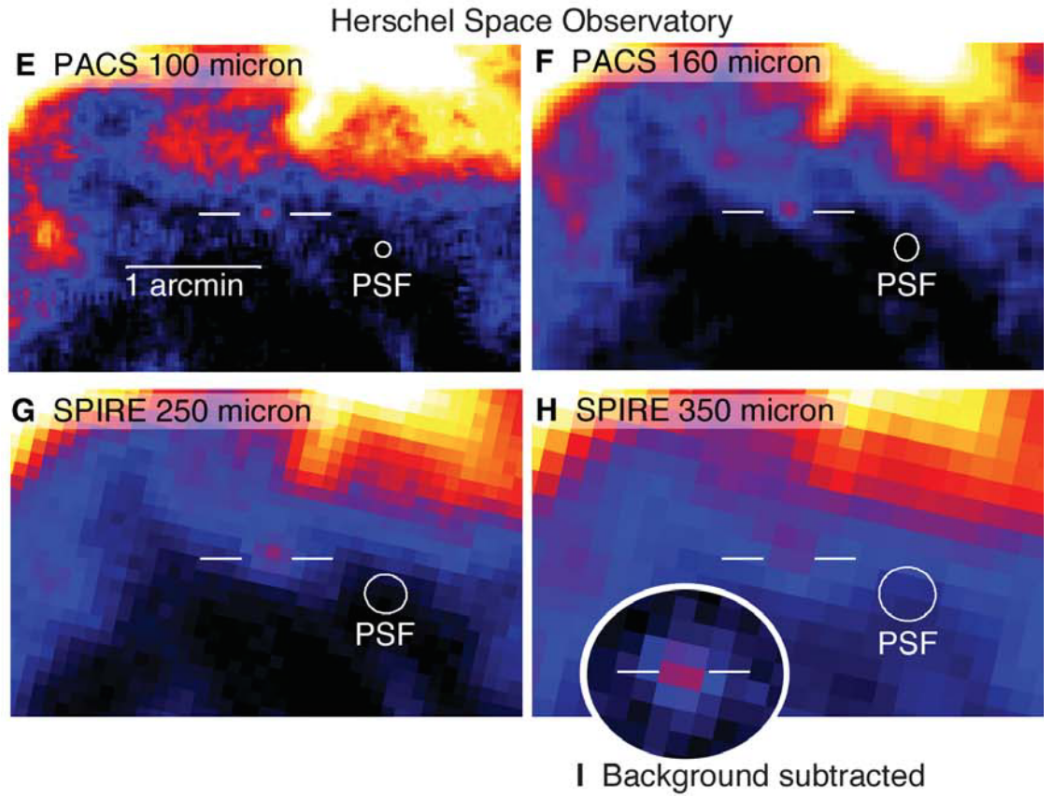 Herschel Space Observatory
E PACS 100 micron
F PACS 160 micron
1 arcmin
PSF
PSF
G SPIRE 250 micron
H SPIRE 350 micron
PSF
PSF
I Background subtracted